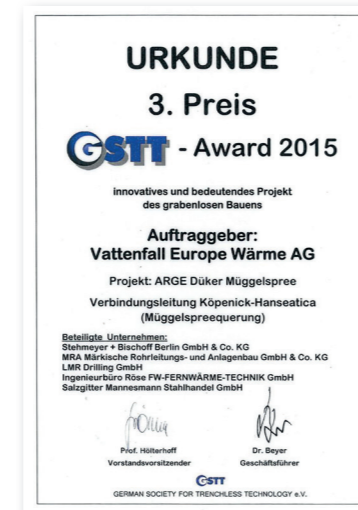 URKUNDE
3. Preis
GSTT - Award 2015
innovatives und bedeutendes Projekt
des grabenlosen Bauens
Auftraggeber:
Vattenfall Europe Wärme AG
Projekt: ARGE Düker Müggelspree
Verbindungsleitung Köpenick-Hanseatica
(Müggelspreequerung)
Beteiligte Unternehmen:
Stehmeyer + Bischoff Berlin GmbH & Co. KG
MRA Märkische Rohrleitungs- und Anlagenbau GmbH & Co. KG
LMR Drilling GmbH
Ingenieurbüro Röse FW-FERNWÄRME-TECHNIK GmbH
Salzgitter Mannesmann Stahlhandel GmbH
Prof. Hölterhoff Dr. Beyer
Vorstandsvorsitzender Geschäftsführer
GSTT
GERMAN SOCIETY FOR TRENCHLESS TECHNOLOGY e.V.